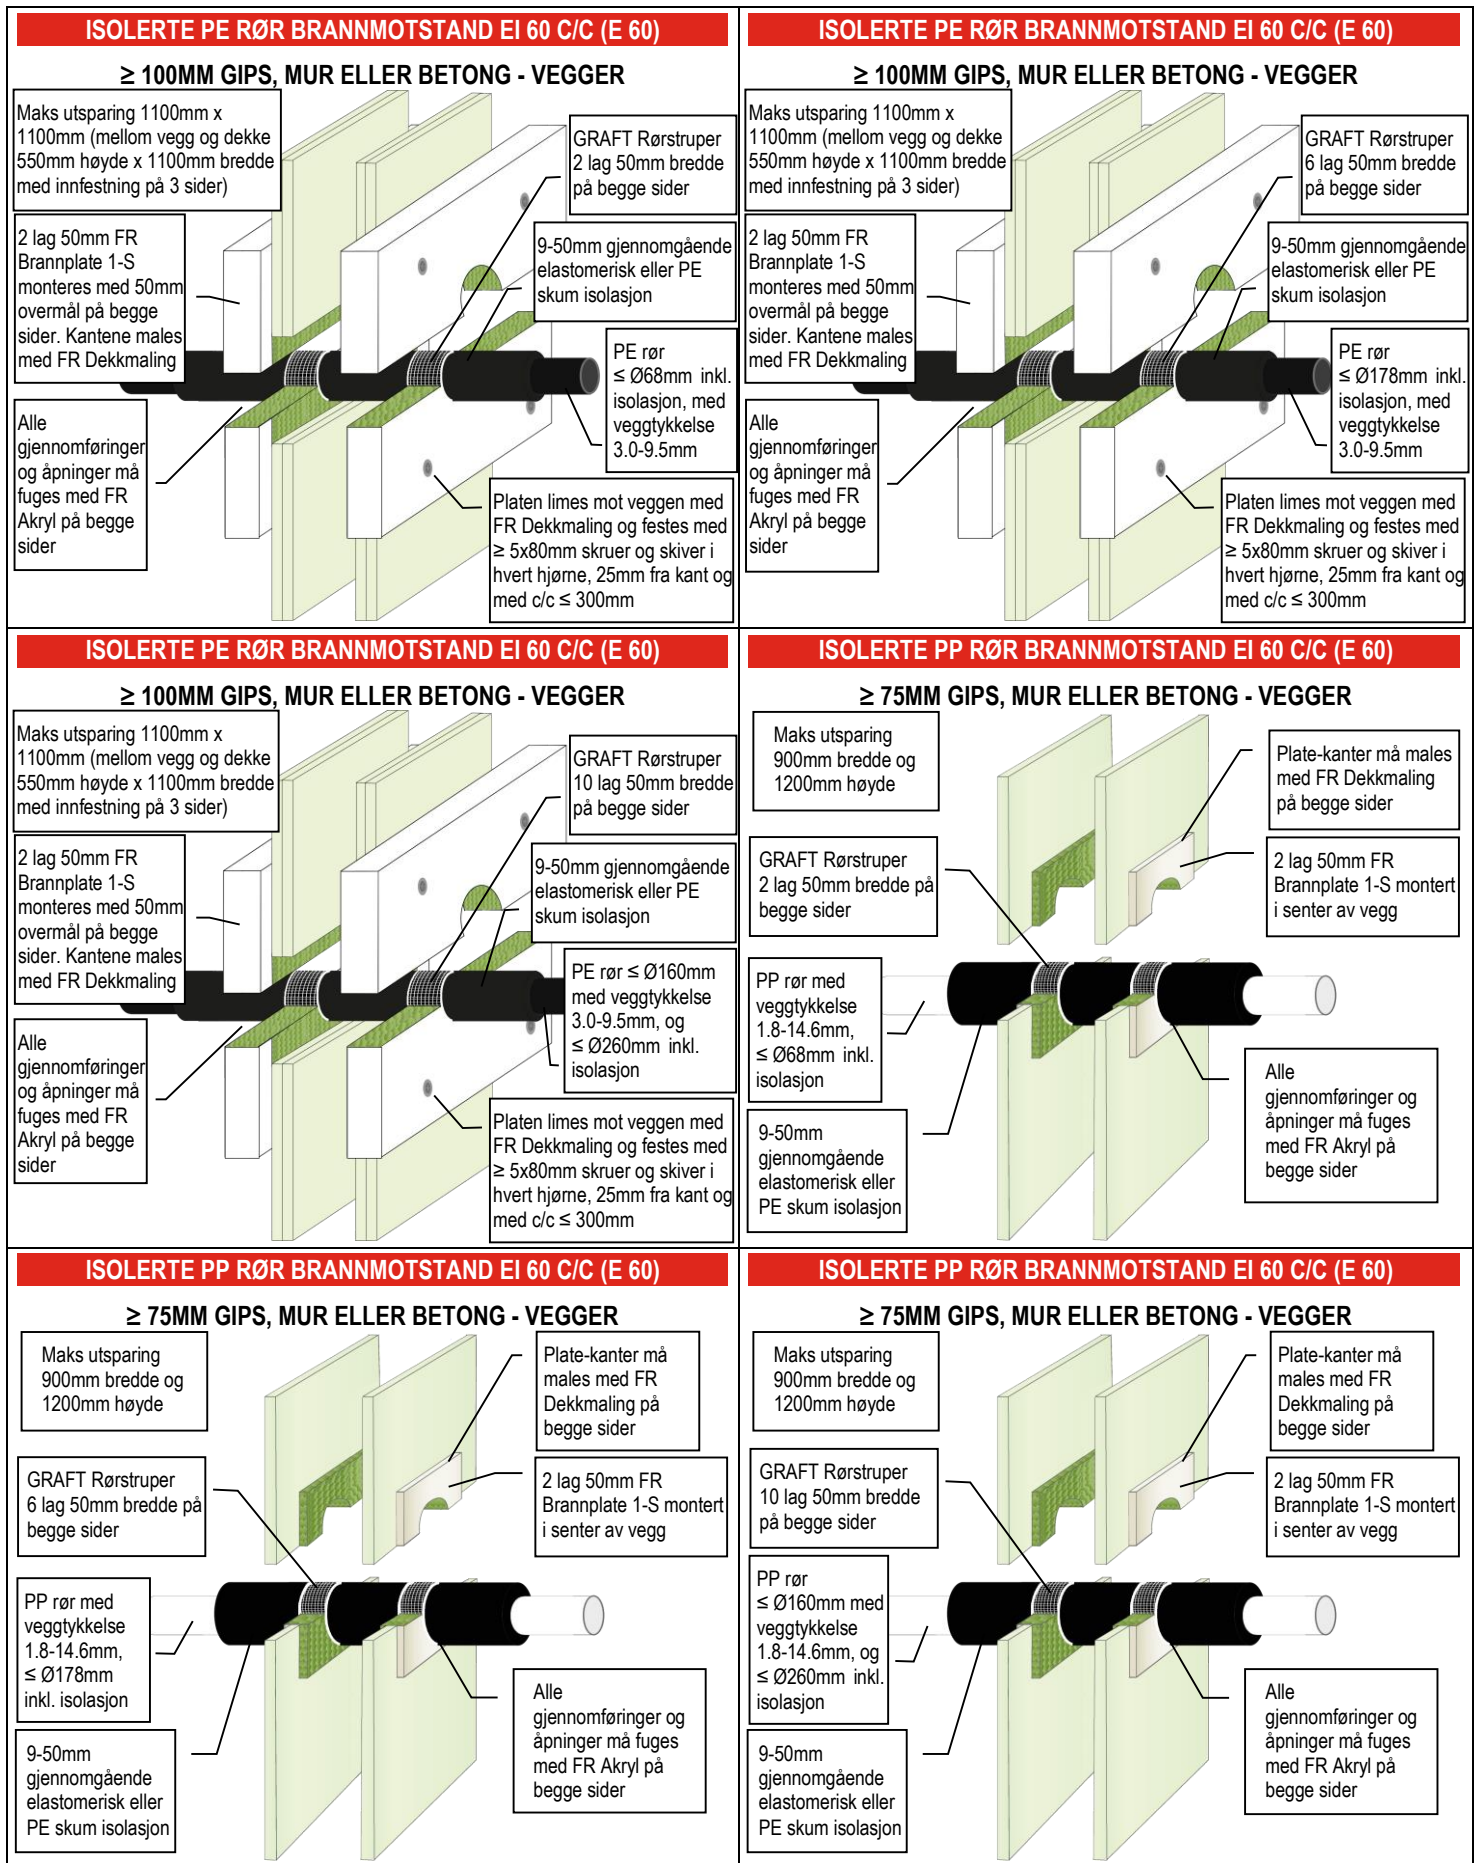 ISOLERTE PE RØR BRANNMOTSTAND EI 60 C/C (E 60)
≥ 100MM GIPS, MUR ELLER BETONG - VEGGER
Maks utsparing 1100mm x
1100mm (mellom vegg og dekke
550mm høyde x 1100mm bredde
med innfestning på 3 sider)
GRAFT Rørstruper
2 lag 50mm bredde
på begge sider
2 lag 50mm FR
Brannplate 1-S
monteres med 50mm
overmål på begge
sider. Kantene males
med FR Dekkmaling
9-50mm gjennomgående
elastomerisk eller PE
skum isolasjon
PE rør
≤ Ø68mm inkl.
isolasjon, med
veggtykkelse
3.0-9.5mm
Alle
gjennomføringer
og åpninger må
fuges med FR
Akryl på begge
sider
Platen limes mot veggen med
FR Dekkmaling og festes med
≥ 5x80mm skruer og skiver i
hvert hjørne, 25mm fra kant og
med c/c ≤ 300mm
ISOLERTE PE RØR BRANNMOTSTAND EI 60 C/C (E 60)
≥ 100MM GIPS, MUR ELLER BETONG - VEGGER
Maks utsparing 1100mm x
1100mm (mellom vegg og dekke
550mm høyde x 1100mm bredde
med innfestning på 3 sider)
GRAFT Rørstruper
6 lag 50mm bredde
på begge sider
2 lag 50mm FR
Brannplate 1-S
monteres med 50mm
overmål på begge
sider. Kantene males
med FR Dekkmaling
9-50mm gjennomgående
elastomerisk eller PE
skum isolasjon
PE rør
≤ Ø178mm inkl.
isolasjon, med
veggtykkelse
3.0-9.5mm
Alle
gjennomføringer
og åpninger må
fuges med FR
Akryl på begge
sider
Platen limes mot veggen med
FR Dekkmaling og festes med
≥ 5x80mm skruer og skiver i
hvert hjørne, 25mm fra kant og
med c/c ≤ 300mm
ISOLERTE PE RØR BRANNMOTSTAND EI 60 C/C (E 60)
≥ 100MM GIPS, MUR ELLER BETONG - VEGGER
Maks utsparing 1100mm x
1100mm (mellom vegg og dekke
550mm høyde x 1100mm bredde
med innfestning på 3 sider)
GRAFT Rørstruper
10 lag 50mm bredde
på begge sider
2 lag 50mm FR
Brannplate 1-S
monteres med 50mm
overmål på begge
sider. Kantene males
med FR Dekkmaling
9-50mm gjennomgående
elastomerisk eller PE
skum isolasjon
PE rør ≤ Ø160mm
med veggtykkelse
3.0-9.5mm, og
≤ Ø260mm inkl.
isolasjon
Alle
gjennomføringer
og åpninger må
fuges med FR
Akryl på begge
sider
Platen limes mot veggen med
FR Dekkmaling og festes med
≥ 5x80mm skruer og skiver i
hvert hjørne, 25mm fra kant og
med c/c ≤ 300mm
ISOLERTE PP RØR BRANNMOTSTAND EI 60 C/C (E 60)
≥ 75MM GIPS, MUR ELLER BETONG - VEGGER
Maks utsparing
900mm bredde og
1200mm høyde
Plate-kanter må males
med FR Dekkmaling
på begge sider
GRAFT Rørstruper
2 lag 50mm bredde på
begge sider
2 lag 50mm FR
Brannplate 1-S montert
i senter av vegg
PP rør med
veggtykkelse
1.8-14.6mm,
≤ Ø68mm inkl.
isolasjon
9-50mm
gjennomgående
elastomerisk eller
PE skum isolasjon
Alle
gjennomføringer og
åpninger må fuges
med FR Akryl på
begge sider
ISOLERTE PP RØR BRANNMOTSTAND EI 60 C/C (E 60)
≥ 75MM GIPS, MUR ELLER BETONG - VEGGER
Maks utsparing
900mm bredde og
1200mm høyde
Plate-kanter må
males med FR
Dekkmaling på
begge sider
GRAFT Rørstruper
6 lag 50mm bredde på
begge sider
2 lag 50mm FR
Brannplate 1-S montert
i senter av vegg
PP rør med
veggtykkelse
1.8-14.6mm,
≤ Ø178mm
inkl. isolasjon
9-50mm
gjennomgående
elastomerisk eller
PE skum isolasjon
Alle
gjennomføringer og
åpninger må fuges
med FR Akryl på
begge sider
ISOLERTE PP RØR BRANNMOTSTAND EI 60 C/C (E 60)
≥ 75MM GIPS, MUR ELLER BETONG - VEGGER
Maks utsparing
900mm bredde og
1200mm høyde
Plate-kanter må
males med FR
Dekkmaling på
begge sider
GRAFT Rørstruper
10 lag 50mm bredde
på begge sider
2 lag 50mm FR
Brannplate 1-S montert
i senter av vegg
PP rør
≤ Ø160mm med
veggtykkelse
1.8-14.6mm, og
≤ Ø260mm inkl.
isolasjon
9-50mm
gjennomgående
elastomerisk eller
PE skum isolasjon
Alle
gjennomføringer og
åpninger må fuges
med FR Akryl på
begge sider